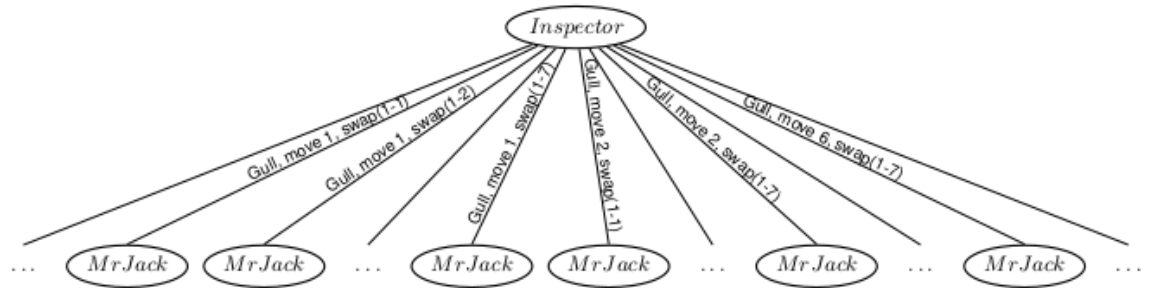 Inspector
Gull, move 1, swap(1-1)
Gull, move 1, swap(1-2)
Gull, move 1, swap(1-7)
Gull, move 2, swap(1-1)
Gull, move 2, swap(1-7)
Gull, move 6, swap(1-7)
... MrJack MrJack ... MrJack MrJack ... MrJack ... MrJack ...